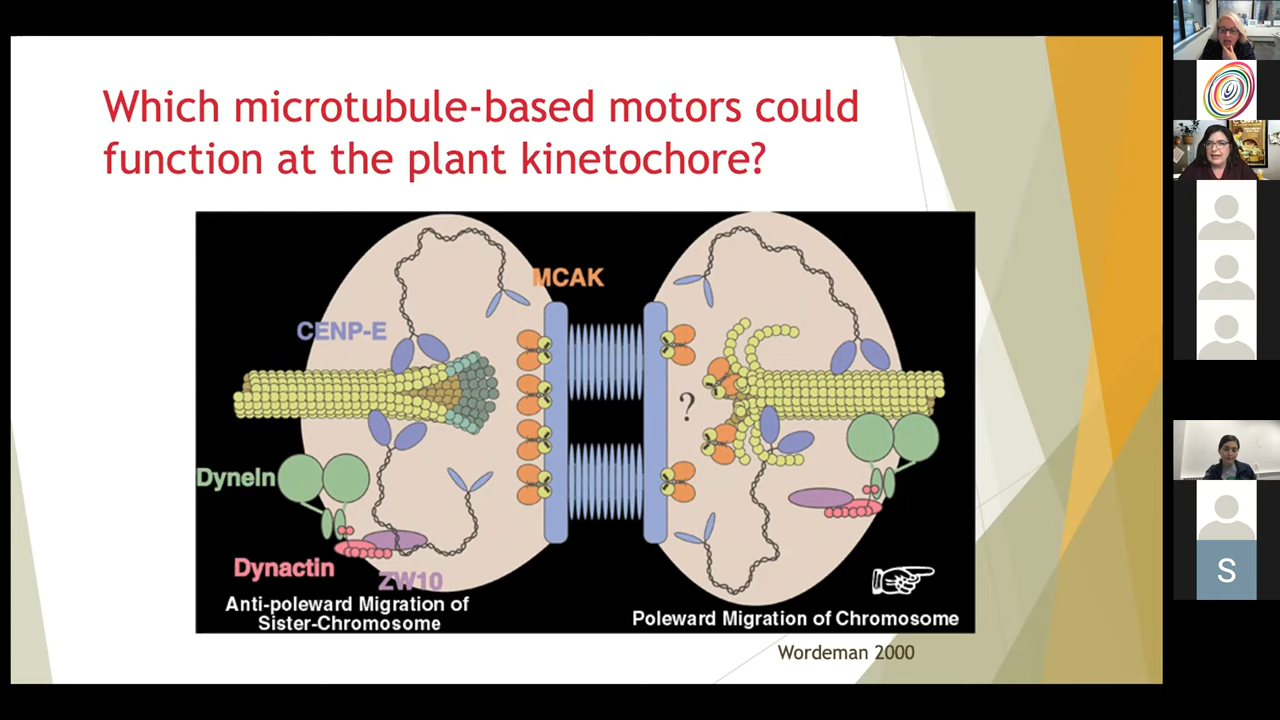 Which microtubule-based motors could
function at the plant kinetochore?
MCAK
CENP-E
?
DyneIn
Dynactin
ZW10
Anti-poleward Migration of
Sister-Chromosome
Poleward Migration of Chromosome
Wordeman 2000
S